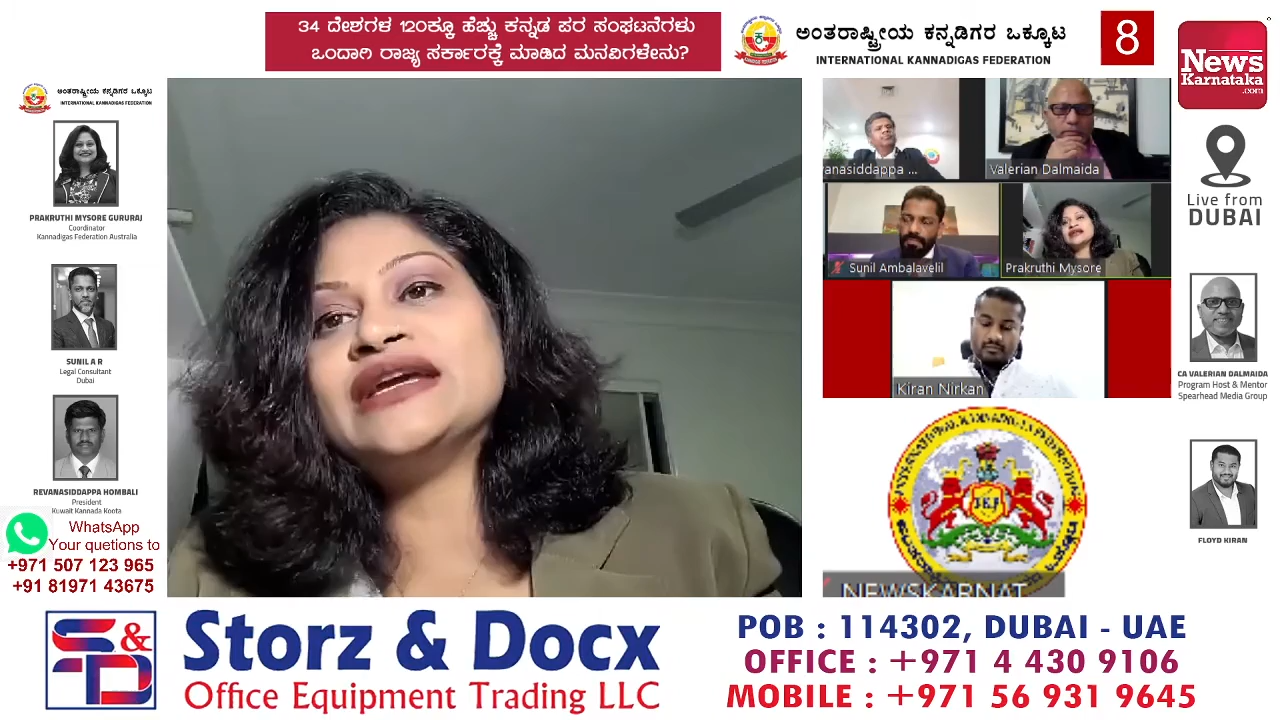 34 ದೇಶಗಳ 120ಕ್ಕೂ ಹೆಚ್ಚು ಕನ್ನಡ ಪರ ಸಂಘಟನೆಗಳು
ಒಂದಾಗಿ ರಾಜ್ಯ ಸರ್ಕಾರಕ್ಕೆ ಮಾಡಿದ ಮನವಿಗಳೇನು?
ಅಂತರಾಷ್ಟ್ರೀಯ ಕನ್ನಡಿಗರ ಒಕ್ಕೂಟ
INTERNATIONAL KANNADIGAS FEDERATION
8
News
Karnataka
.com
ಅಂತರಾಷ್ಟ್ರೀಯ ಕನ್ನಡಿಗರ ಒಕ್ಕೂಟ
INTERNATIONAL KANNADIGAS FEDERATION
PRAKRUTHI MYSORE GURURAJ
Coordinator
Kannadigas Federation Australia
SUNIL A R
Legal Consultant
Dubai
REVANASIDDAPPA HOMBALI
President
Kuwait Kannada Koota
WhatsApp
Your quetions to
+971 507 123 965
+91 81971 43675
vanasiddappa ...
Valerian Dalmaida
Sunil Ambalavelil
Prakruthi Mysore
Kiran Nirkan
I.K.F
NEWSKARNAT
Live from
DUBAI
CA VALERIAN DALMAIDA
Program Host & Mentor
Spearhead Media Group
FLOYD KIRAN
S&D
Storz & Docx
Office Equipment Trading LLC
POB : 114302, DUBAI - UAE
OFFICE : +971 4 430 9106
MOBILE : +971 56 931 9645